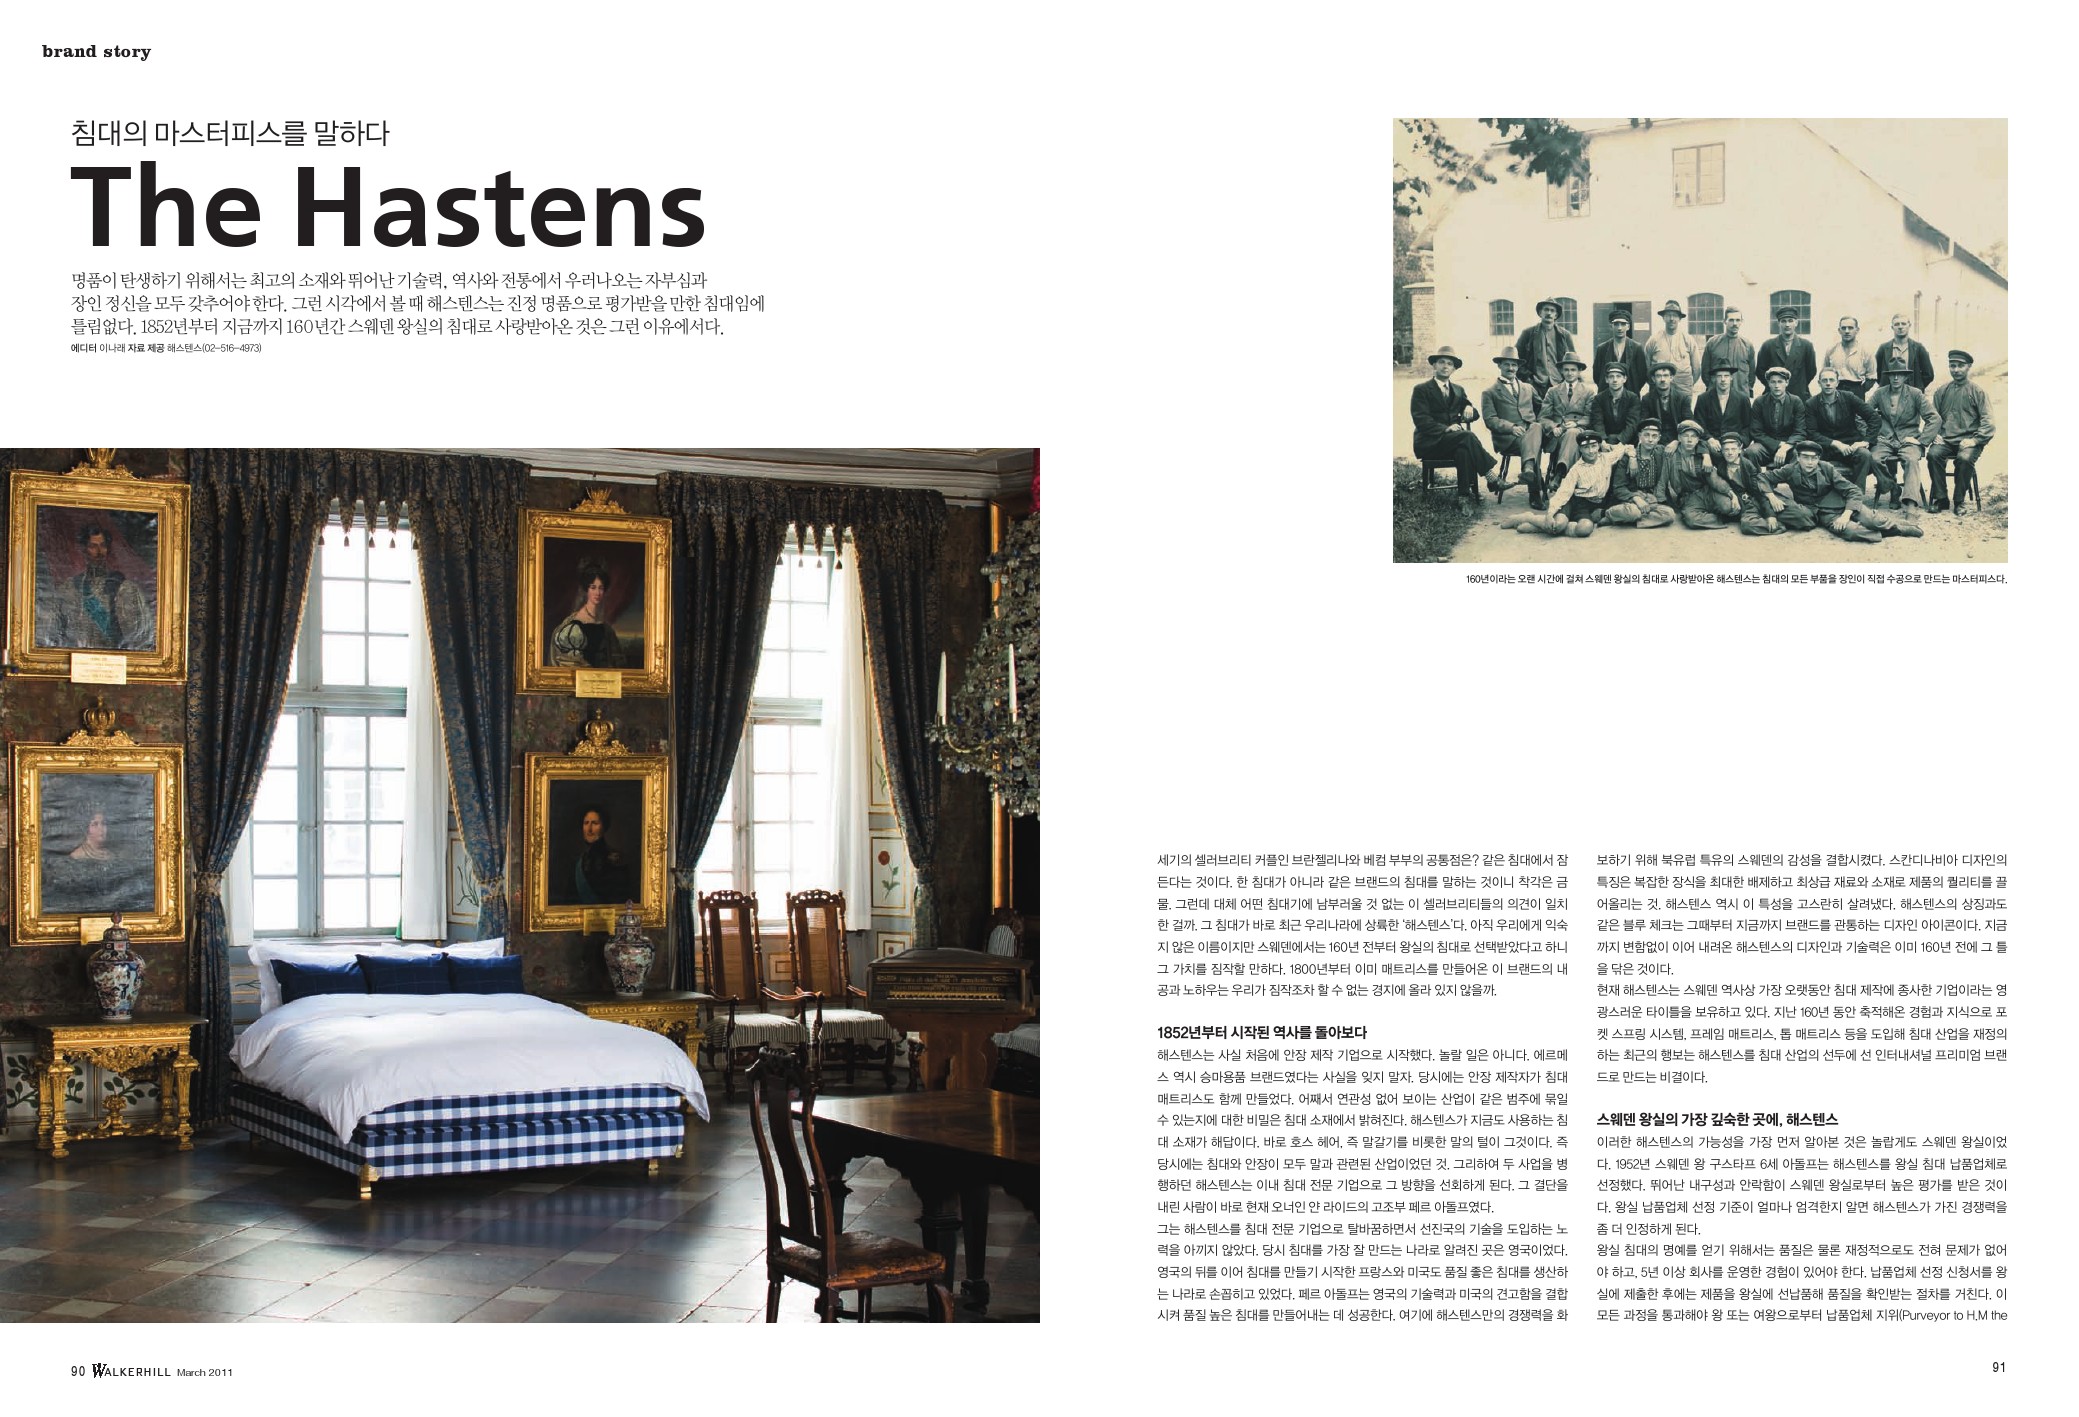 brand story
침대의 마스터피스를 말하다
The Hastens
명품이 탄생하기 위해서는 최고의 소재와 뛰어난 기술력, 역사와 전통에서 우러나오는 자부심과
장인 정신을 모두 갖추어야 한다. 그런 시각에서 볼 때 해스텐스는 진정 명품으로 평가받을 만한 침대임에
틀림없다. 1852년부터 지금까지 160년간 스웨덴 왕실의 침대로 사랑받아온 것은 그런 이유에서다.
에디터 이나래 자료 제공 해스텐스(02-516-4973)
160년이라는 오랜 시간에 걸쳐 스웨덴 왕실의 침대로 사랑받아온 해스텐스는 침대의 모든 부품을 장인이 직접 수공으로 만드는 마스터피스다.
세기의 셀러브리티 커플인 브란젤리나와 베컴 부부의 공통점은? 같은 침대에서 잠
든다는 것이다. 한 침대가 아니라 같은 브랜드의 침대를 말하는 것이니 착각은 금
물. 그런데 대체 어떤 침대기에 남부러울 것 없는 이 셀러브리티들의 의견이 일치
한 걸까. 그 침대가 바로 최근 우리나라에 상륙한 ‘해스텐스’다. 아직 우리에게 익숙
지 않은 이름이지만 스웨덴에서는 160년 전부터 왕실의 침대로 선택받았다고 하니
그 가치를 짐작할 만하다. 1800년부터 이미 매트리스를 만들어온 이 브랜드의 내
공과 노하우는 우리가 짐작조차 할 수 없는 경지에 올라 있지 않을까.
1852년부터 시작된 역사를 돌아보다
해스텐스는 사실 처음에 안장 제작 기업으로 시작했다. 놀랄 일은 아니다. 에르메
스 역시 승마용품 브랜드였다는 사실을 잊지 말자. 당시에는 안장 제작자가 침대
매트리스도 함께 만들었다. 어째서 연관성 없어 보이는 산업이 같은 범주에 묶일
수 있는지에 대한 비밀은 침대 소재에서 밝혀진다. 해스텐스가 지금도 사용하는 침
대 소재가 해답이다. 바로 호스 헤어, 즉 말갈기를 비롯한 말의 털이 그것이다. 즉
당시에는 침대와 안장이 모두 말과 관련된 산업이었던 것. 그리하여 두 사업을 병
행하던 해스텐스는 이내 침대 전문 기업으로 그 방향을 선회하게 된다. 그 결단을
내린 사람이 바로 현재 오너인 얀 라이드의 고조부 페르 아돌프였다.
그는 해스텐스를 침대 전문 기업으로 탈바꿈하면서 선진국의 기술을 도입하는 노
력을 아끼지 않았다. 당시 침대를 가장 잘 만드는 나라로 알려진 곳은 영국이었다.
영국의 뒤를 이어 침대를 만들기 시작한 프랑스와 미국도 품질 좋은 침대를 생산하
는 나라로 손꼽히고 있었다. 페르 아돌프는 영국의 기술력과 미국의 견고함을 결합
시켜 품질 높은 침대를 만들어내는 데 성공한다. 여기에 해스텐스만의 경쟁력을 확
보하기 위해 북유럽 특유의 스웨덴의 감성을 결합시켰다. 스칸디나비아 디자인의
특징은 복잡한 장식을 최대한 배제하고 최상급 재료와 소재로 제품의 퀄리티를 끌
어올리는 것. 해스텐스 역시 이 특성을 고스란히 살려냈다. 해스텐스의 상징과도
같은 블루 체크는 그때부터 지금까지 브랜드를 관통하는 디자인 아이콘이다. 지금
까지 변함없이 이어 내려온 해스텐스의 디자인과 기술력은 이미 160년 전에 그 틀
을 닦은 것이다.
현재 해스텐스는 스웨덴 역사상 가장 오랫동안 침대 제작에 종사한 기업이라는 영
광스러운 타이틀을 보유하고 있다. 지난 160년 동안 축적해온 경험과 지식으로 포
켓 스프링 시스템, 프레임 매트리스, 톱 매트리스 등을 도입해 침대 산업을 재정의
하는 최근의 행보는 해스텐스를 침대 산업의 선두에 선 인터내셔널 프리미엄 브랜
드로 만드는 비결이다.
스웨덴 왕실의 가장 깊숙한 곳에, 해스텐스
이러한 해스텐스의 가능성을 가장 먼저 알아본 것은 놀랍게도 스웨덴 왕실이었
다. 1952년 스웨덴 왕 구스타프 6세 아돌프는 해스텐스를 왕실 침대 납품업체로
선정했다. 뛰어난 내구성과 안락함이 스웨덴 왕실로부터 높은 평가를 받은 것이
다. 왕실 납품업체 선정 기준이 얼마나 엄격한지 알면 해스텐스가 가진 경쟁력을
좀 더 인정하게 된다.
왕실 침대의 명예를 얻기 위해서는 품질은 물론 재정적으로도 전혀 문제가 없어
야 하고, 5년 이상 회사를 운영한 경험이 있어야 한다. 납품업체 선정 신청서를 왕
실에 제출한 후에는 제품을 왕실에 선납품해 품질을 확인받는 절차를 거친다. 이
모든 과정을 통과해야 왕 또는 여왕으로부터 납품업체 지위(Purveyor to H.M the
90 WALKERHILL March 2011
91